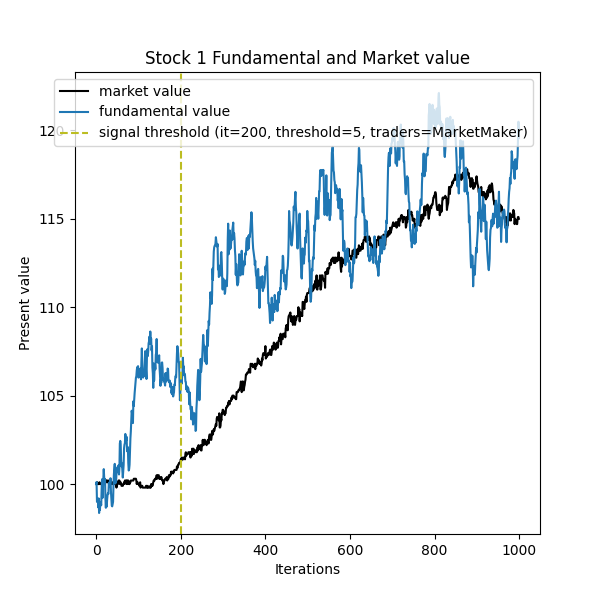 Stock 1 Fundamental and Market value
market value
fundamental value
signal threshold (it=200, threshold=5, traders=MarketMaker)
120
115
110
105
100
Present value
0 200 400 600 800 1000
Iterations